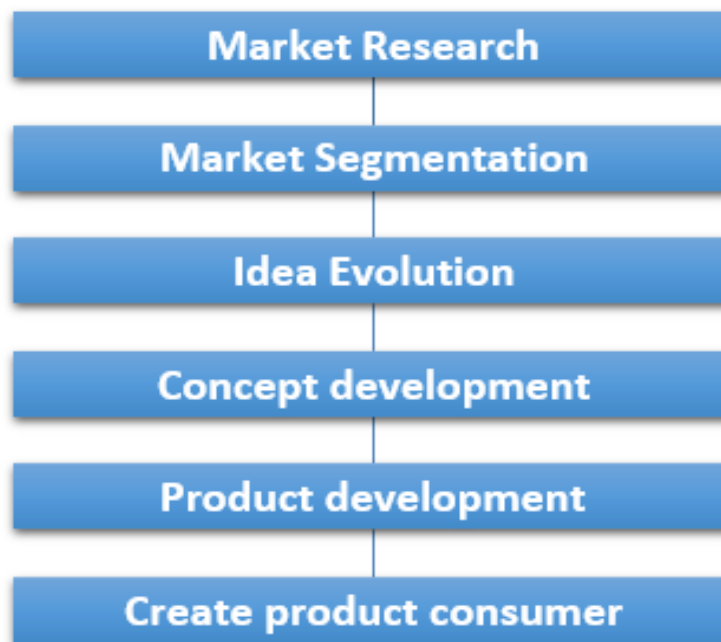 Market Research
Market Segmentation
Idea Evolution
Concept development
Product development
Create product consumer